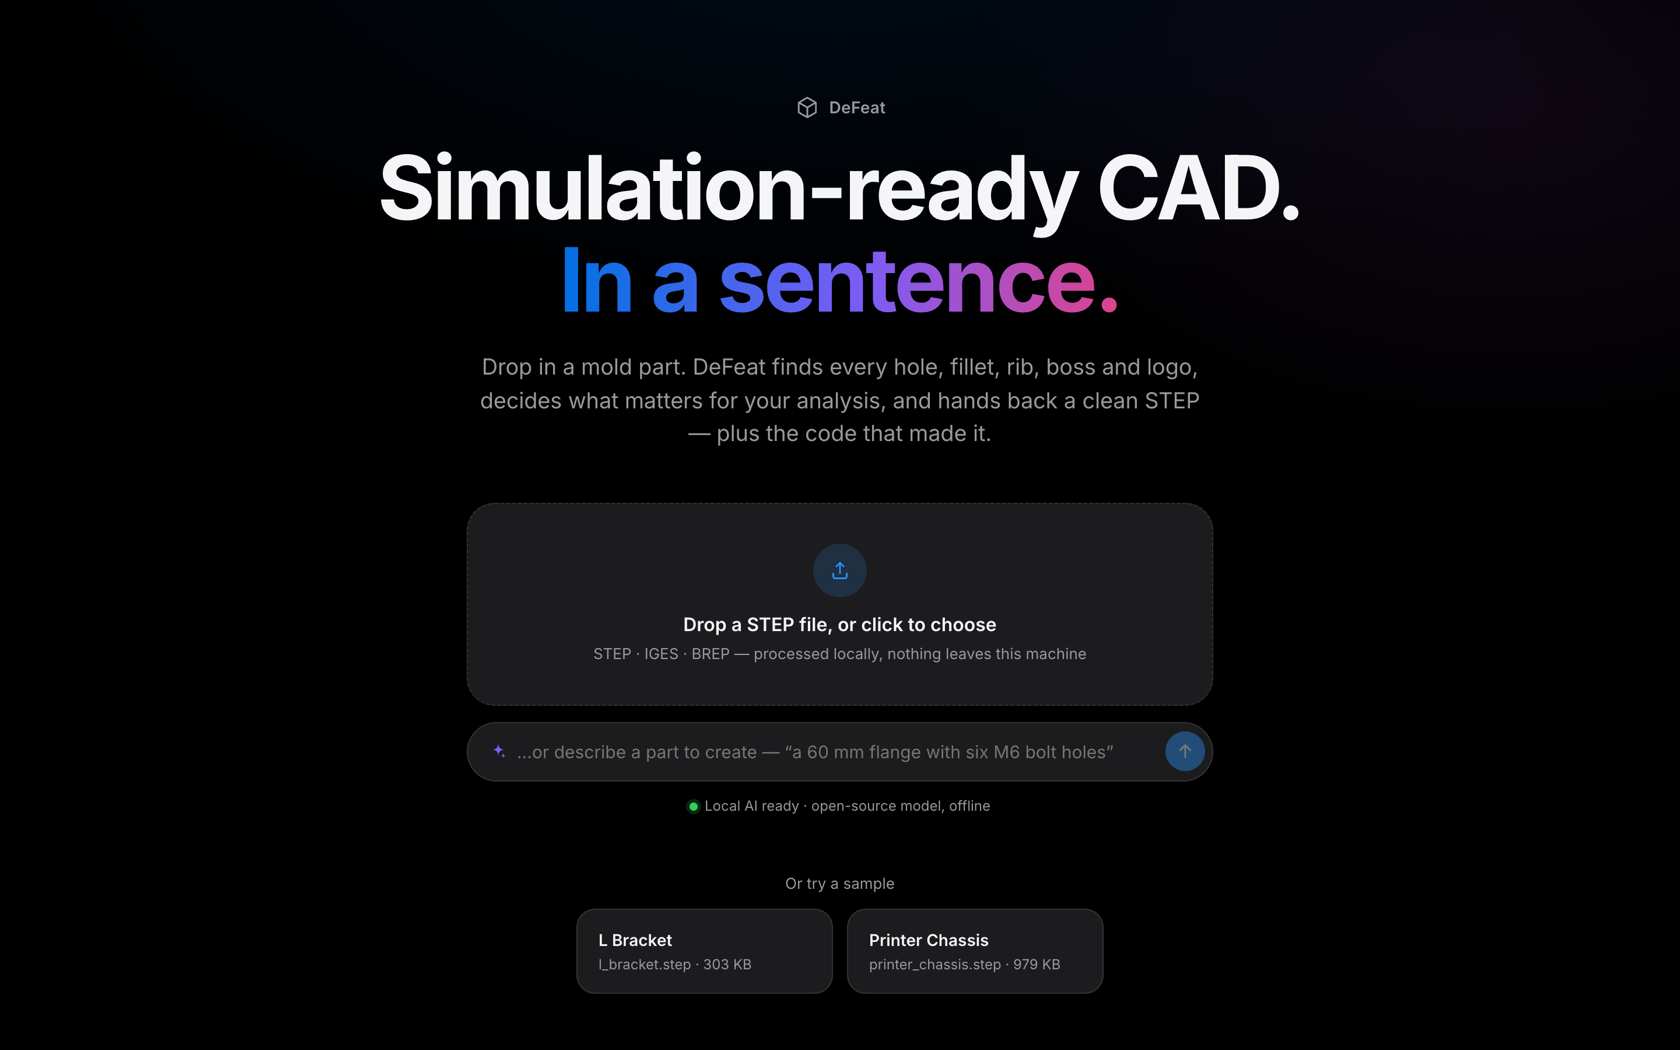 DeFeat
Simulation-ready CAD.
In a sentence.
Drop in a mold part. DeFeat finds every hole, fillet, rib, boss and logo,
decides what matters for your analysis, and hands back a clean STEP
— plus the code that made it.
Drop a STEP file, or click to choose
STEP · IGES · BREP — processed locally, nothing leaves this machine
...or describe a part to create — “a 60 mm flange with six M6 bolt holes”
Local AI ready · open-source model, offline
Or try a sample
L Bracket
l_bracket.step · 303 KB
Printer Chassis
printer_chassis.step · 979 KB